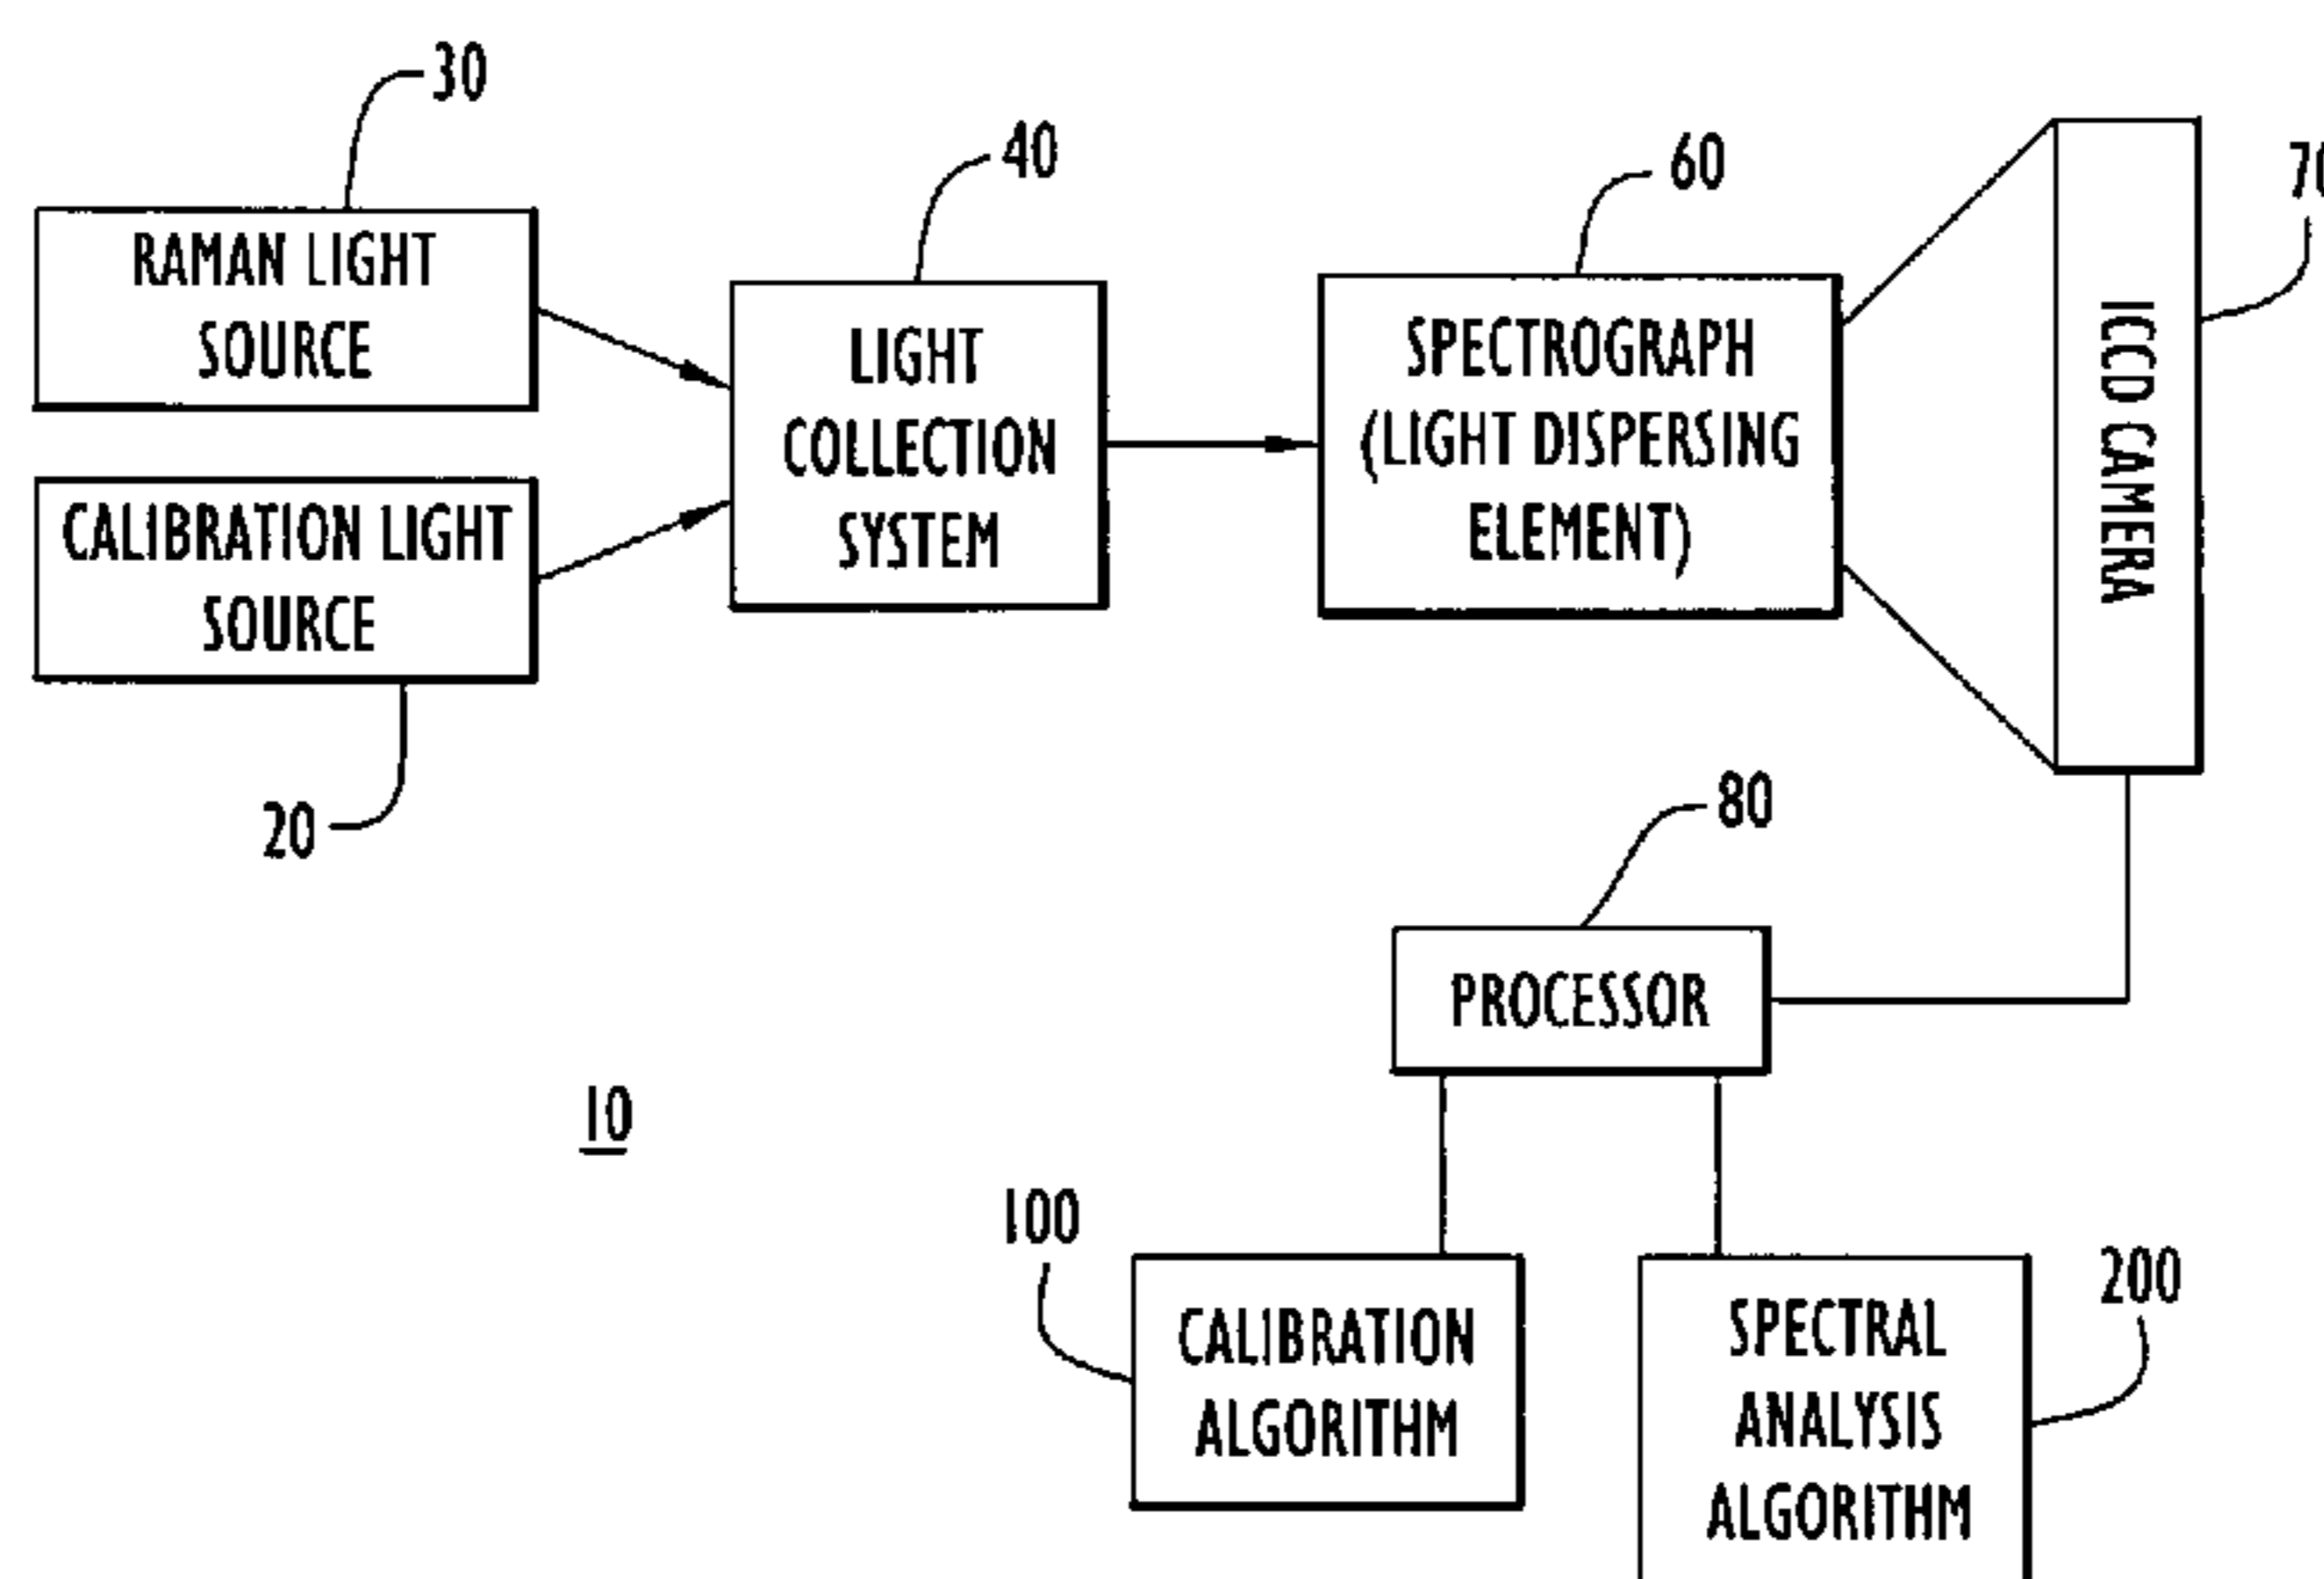 30
RAMAN LIGHT
SOURCE
CALIBRATION LIGHT
SOURCE
20
40
LIGHT
COLLECTION
SYSTEM
60
SPECTROGRAPH
(LIGHT DISPERSING
ELEMENT)
70
ICCD CAMERA
80
PROCESSOR
10
100
CALIBRATION
ALGORITHM
200
SPECTRAL
ANALYSIS
ALGORITHM